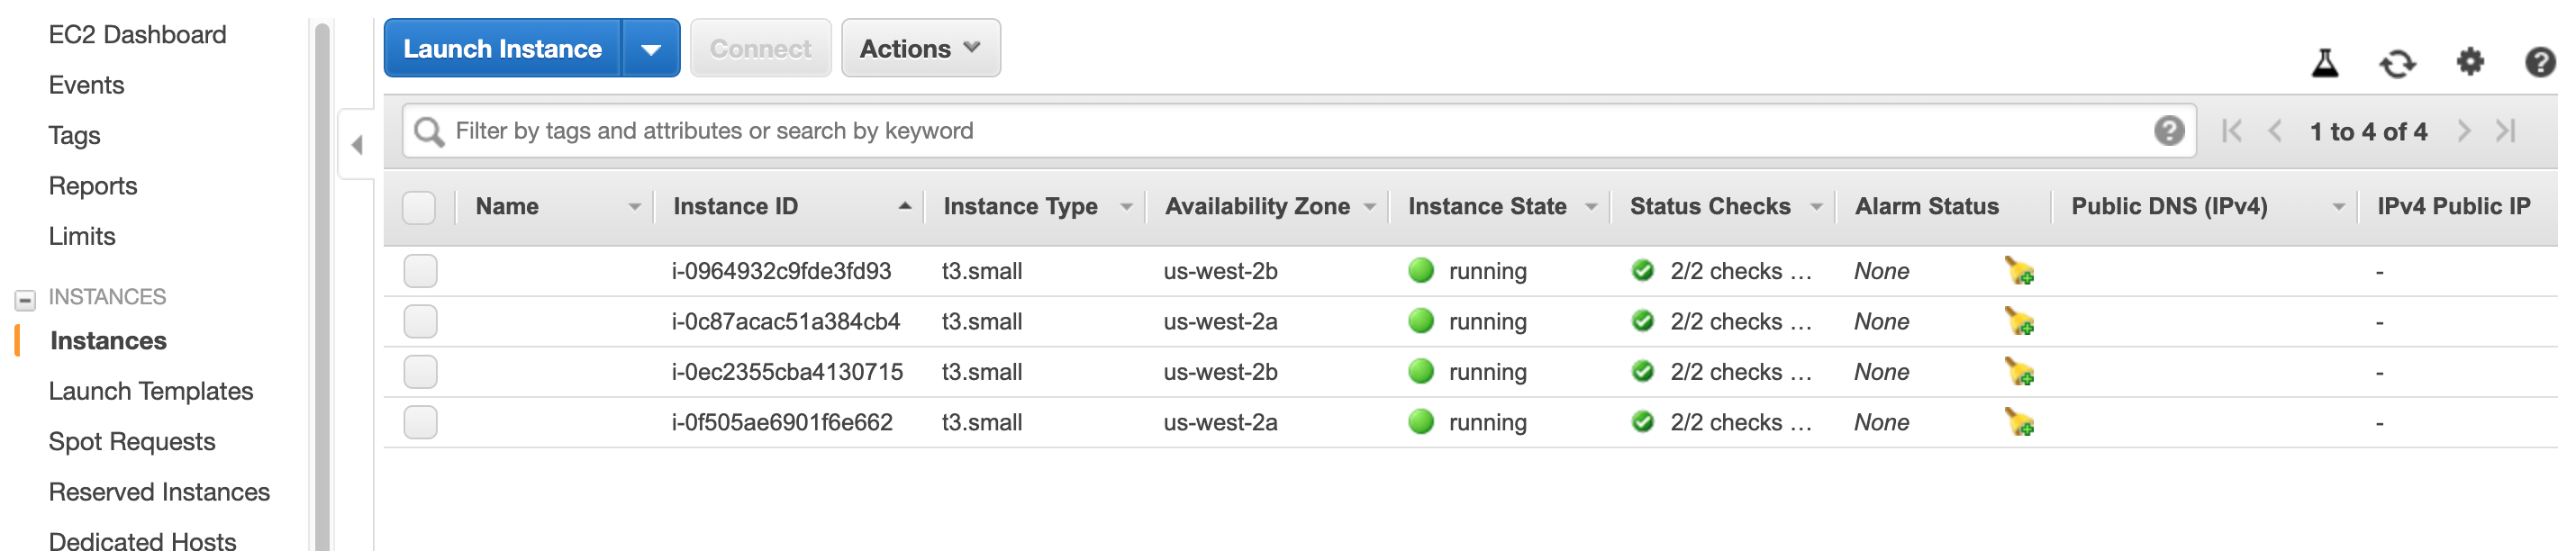 EC2 Dashboard
Events
Tags
Reports
Limits
INSTANCES
Instances
Launch Templates
Spot Requests
Reserved Instances
Dedicated Hosts
Launch Instance Connect Actions
Filter by tags and attributes or search by keyword ? 1 to 4 of 4
Name Instance ID Instance Type Availability Zone Instance State Status Checks Alarm Status Public DNS (IPv4) IPv4 Public IP
i-0964932c9fde3fd93 t3.small us-west-2b running 2/2 checks ... None -
i-0c87acac51a384cb4 t3.small us-west-2a running 2/2 checks ... None -
i-0ec2355cba4130715 t3.small us-west-2b running 2/2 checks ... None -
i-0f505ae6901f6e662 t3.small us-west-2a running 2/2 checks ... None -